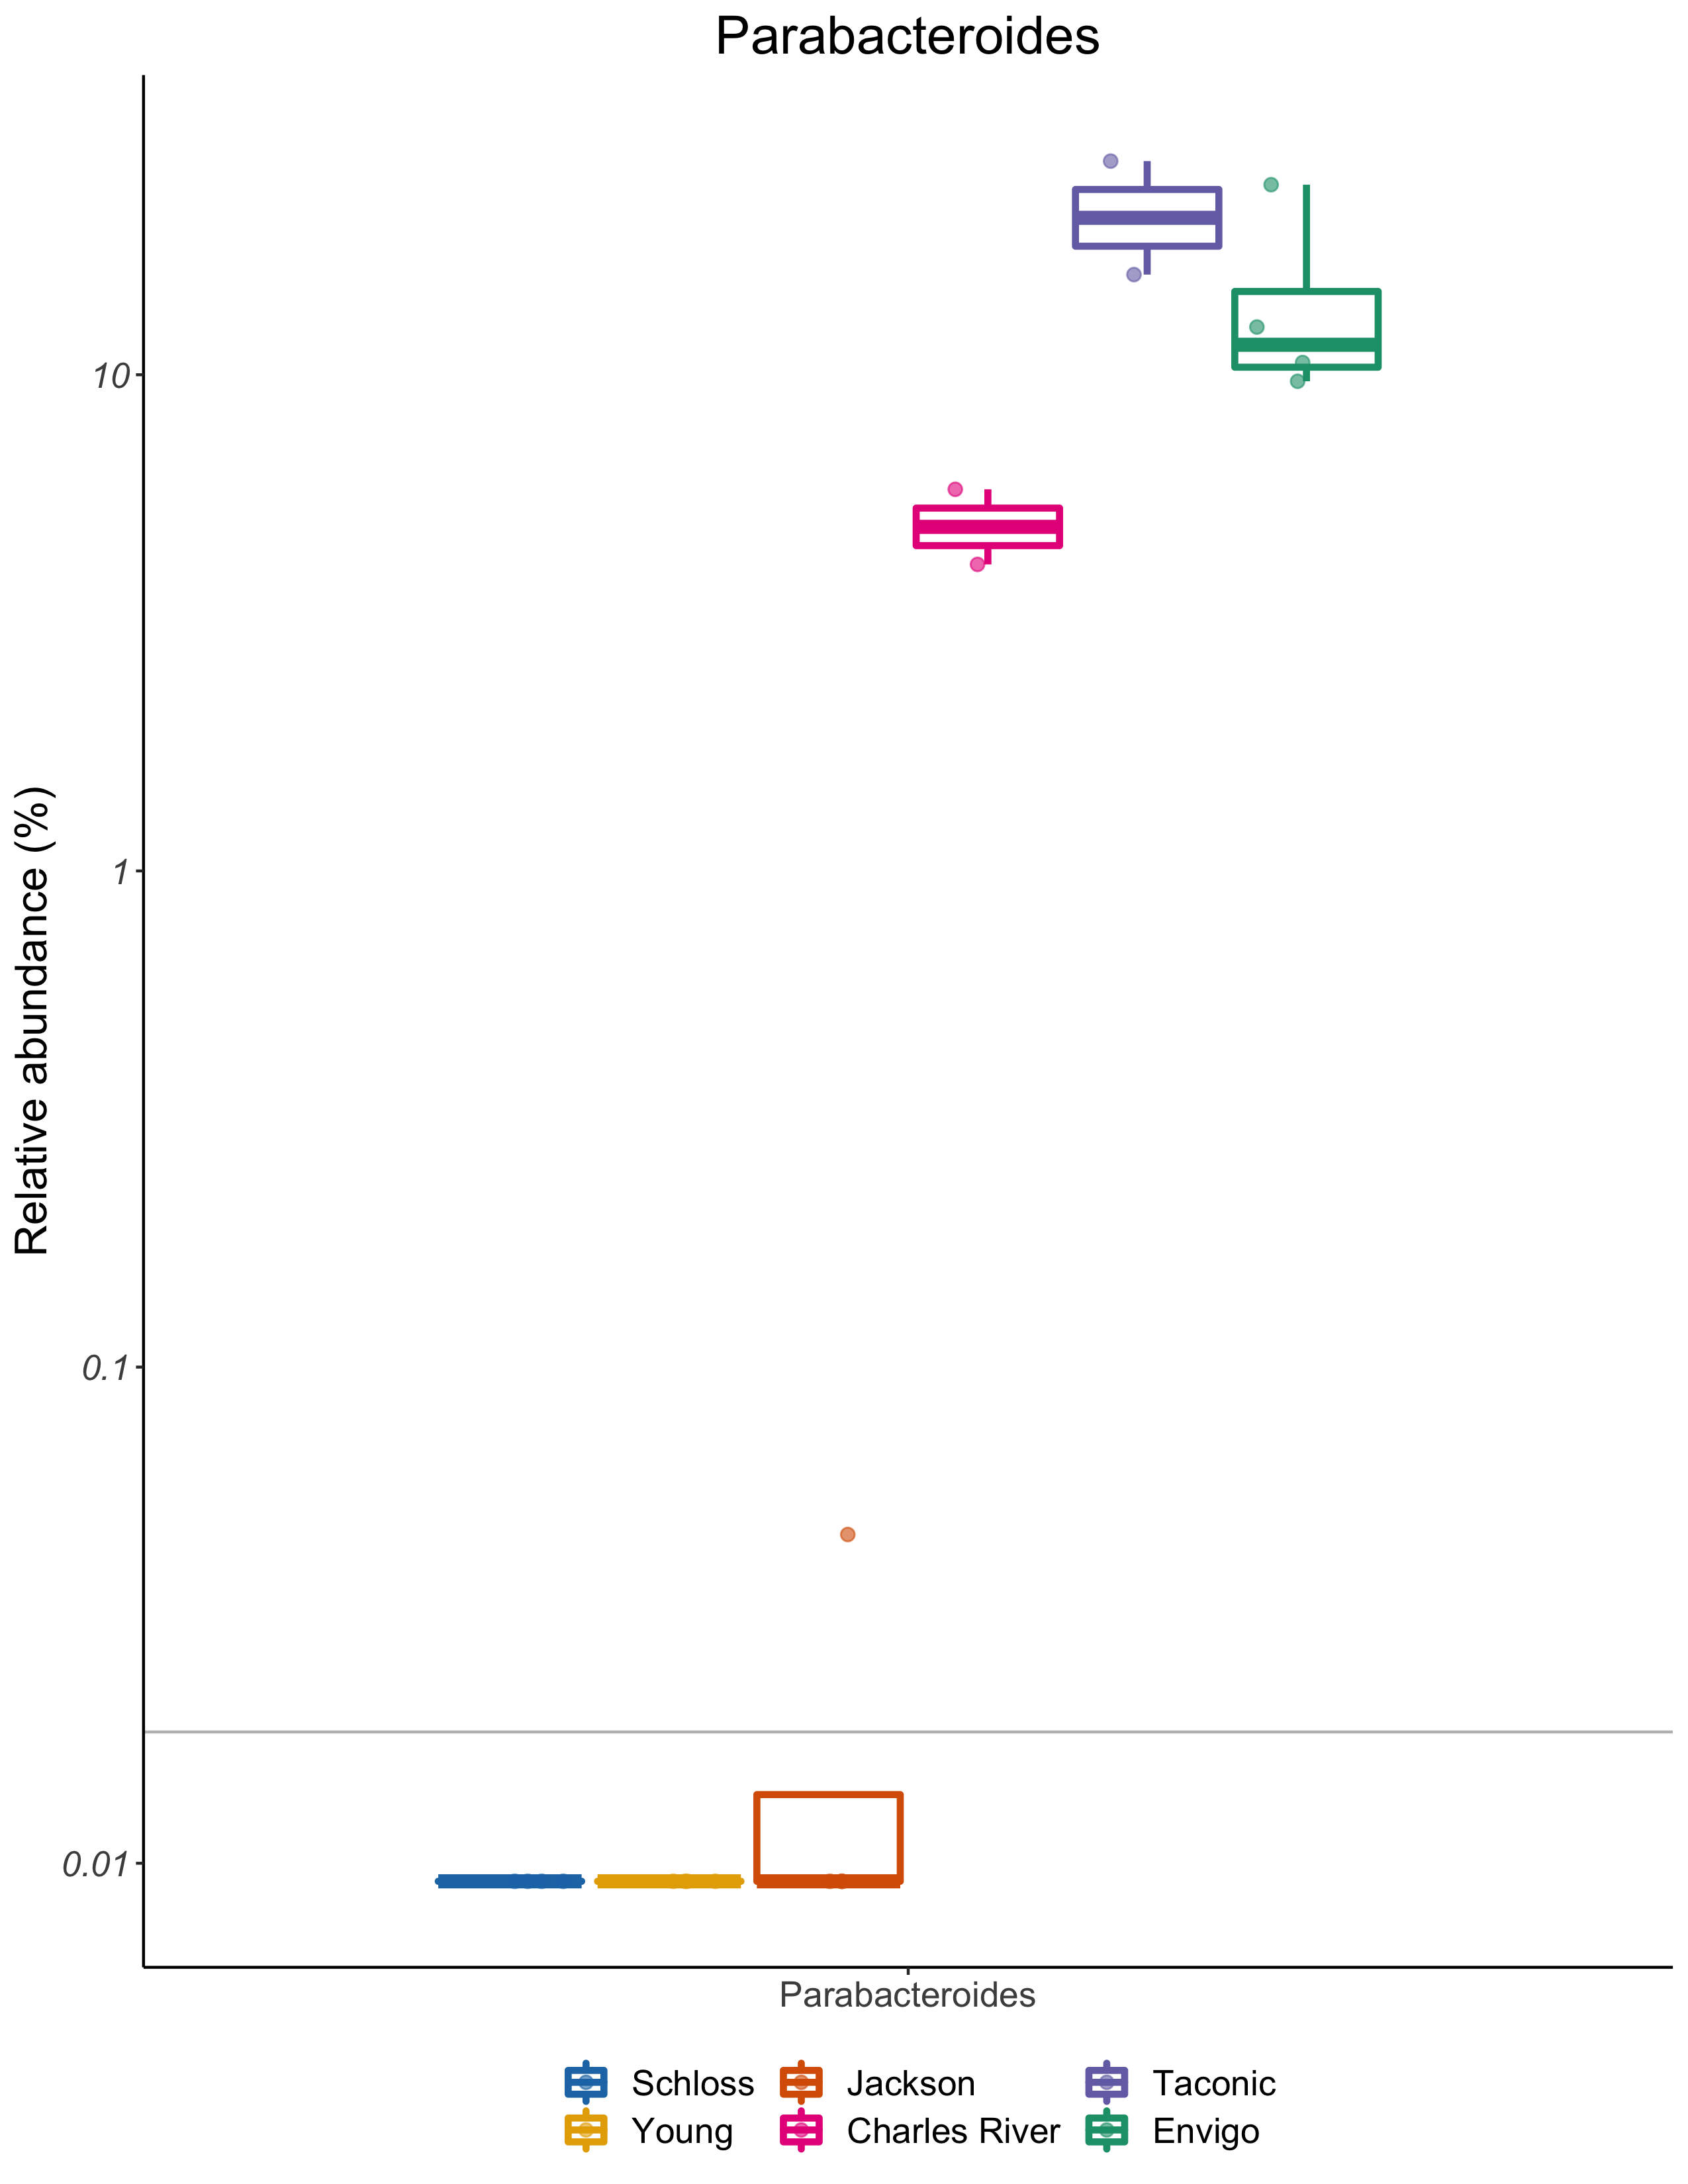 Parabacteroides
Relative abundance (%)
10
1
0.1
0.01
Parabacteroides
Schloss
Jackson
Taconic
Young
Charles River
Envigo